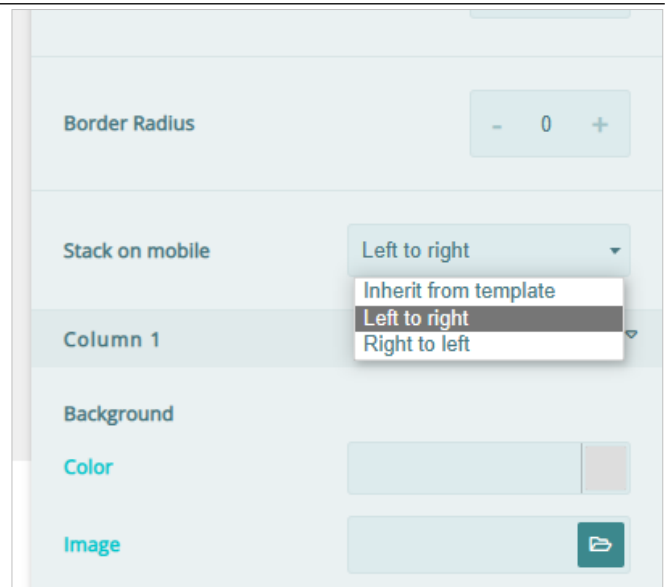 Border Radius
- 0 +
Stack on mobile
Left to right
Inherit from template
Left to right
Right to left
Column 1
Background
Color
Image